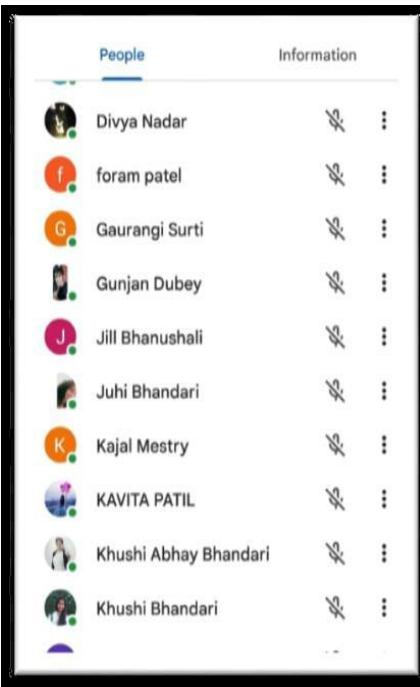 People Information
Divya Nadar
f foram patel
G Gaurangi Surti
Gunjan Dubey
J Jill Bhanushali
Juhi Bhandari
K Kajal Mestry
KAVITA PATIL
Khushi Abhay Bhandari
Khushi Bhandari